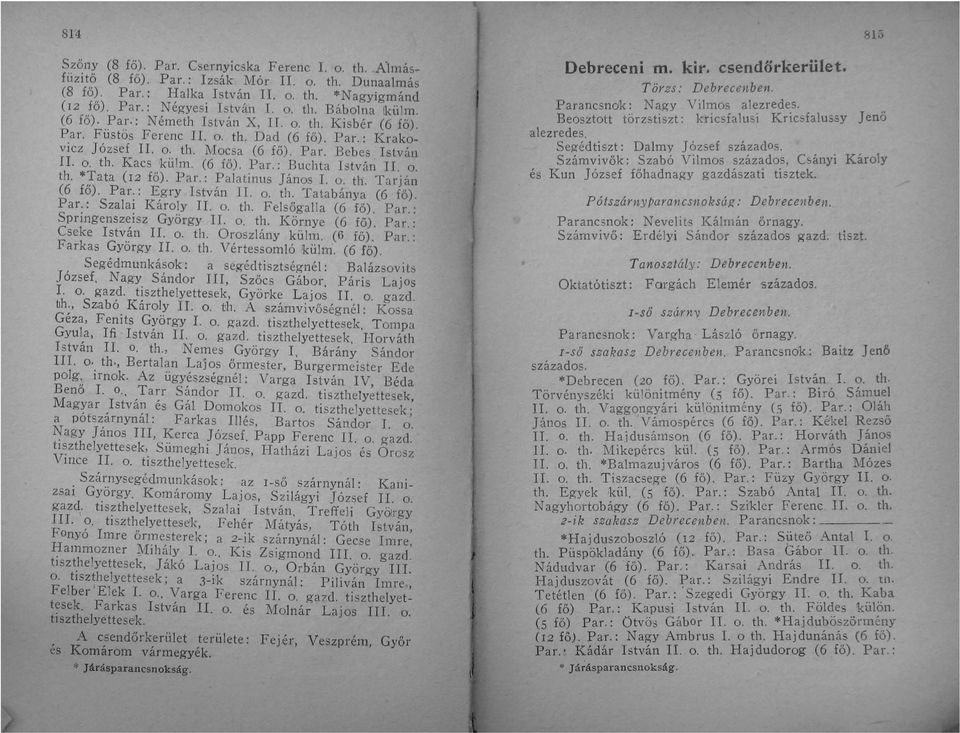 814
Szőny (8 fő). Par. Csernyicska Ferenc I. o. th. Almás-
füzitő (8 fő). Par.: Izsák Mór II. o. th. Dunaalmás
(8 fő). Par.: Halka István II. o. th. *Nagyigmánd
(12 fő). Par.: Négyesi István I. o. th. Bábolna külm.
(6 fő). Par.: Németh István X, II. o. th. Kisbér (6 fő).
Par. Füstös Ferenc II. o. th. Dad (6 fő). Par.: Krako-
vicz József II. o. th. Mocsa (6 fő). Par. Bebes István
II. o. th. Kacs külm. (6 fő). Par.: Buchta István II. o.
th. *Tata (12 fő). Par.: Palatinus János I. o. th. Tarján
(6 fő). Par.: Egry István II. o. th. Tatabánya (6 fő).
Par.: Szalai Károly II. o. th. Felsőgalla (6 fő). Par.:
Springenszeisz György II. o. th. Környe (6 fő). Par.:
Cseke István II. o. th. Oroszlány külm. (6 fő). Par.:
Farkas György II. o. th. Vértessomló külm. (6 fő).
Segédmunkások: a segédtisztségnél: Balázsovits
József, Nagy Sándor III, Szőcs Gábor, Páris Lajos
I. o. gazd. tiszthelyettesek, Györke Lajos II. o. gazd.
th., Szabó Károly II. o. th. A számvivőségnél: Kossa
Géza, Fenits György I. o. gazd. tiszthelyettesek, Tompa
Gyula, Ifi István II. o. gazd. tiszthelyettesek, Horváth
István II. o. th., Nemes György I, Bárány Sándor
III. o. th., Bertalan Lajos őrmester, Burgermeister Ede
polg. irnok. Az ügyészségnél: Varga István IV, Béda
Benő I. o., Tarr Sándor II. o. gazd. tiszthelyettesek,
Magyar István és Gál Domokos II. o. tiszthelyettesek;
a pótszárnynál: Farkas Illés, Bartos Sándor I. o.
Nagy János III, Kerca József, Papp Ferenc II. o. gazd.
tiszthelyettesek, Sümeghi János, Hatházi Lajos és Orosz
Vince II. o. tiszthelyettesek.
Szárnysegédmunkások: az 1-ső szárnynál: Kani-
zsai György, Komáromy Lajos, Szilágyi József II. o.
gazd. tiszthelyettesek, Szalai István, Treffeli György
III. o. tiszthelyettesek, Fehér Mátyás, Tóth István,
Fonyó Imre őrmesterek; a 2-ik szárnynál: Gecse Imre,
Hammozner Mihály I. o., Kis Zsigmond III. o. gazd.
tiszthelyettesek, Jákó Lajos II. o., Orbán György III.
o. tiszthelyettesek; a 3-ik szárnynál: Piliván Imre,
Felber Elek I. o., Varga Ferenc II. o. gazd. tiszthelyet-
tesek, Farkas István II. o. és Molnár Lajos III. o.
tiszthelyettesek.
A csendőrkerület területe: Fejér, Veszprém, Győr
és Komárom vármegyék.
* Járásparancsnokság.
815
Debreceni m. kir. csendőrkerület.
Törzs: Debrecenben.
Parancsnok: Nagy Vilmos alezredes.
Beosztott törzstiszt: kricsfalusi Kricsfalussy Jenő
alezredes.
Segédtiszt: Dalmy József százados.
Számvivők: Szabó Vilmos százados, Csányi Károly
és Kun József főhadnagy gazdászati tisztek.
Pótszárnyparancsnokság: Debrecenben.
Parancsnok: Nevelits Kálmán őrnagy.
Számvivő: Erdélyi Sándor százados gazd. tiszt.
Tanosztály: Debrecenben.
Oktatótiszt: Forgách Elemér százados.
1-ső szárny Debrecenben.
Parancsnok: Vargha László őrnagy.
1-ső szakasz Debrecenben. Parancsnok: Baitz Jenő
százados.
*Debrecen (20 fő). Par.: Györei István I. o. th.
Törvényszéki különitmény (5 fő). Par.: Biró Sámuel
II. o. th. Vaggongyári különitmény (5 fő). Par.: Oláh
János I. o. th. Vámospércs (6 fő). Par.: Kékel Rezső
II. o. th. Hajdusámson (6 fő). Par.: Horváth János
II. o. th. Mikepércs kül. (5 fő). Par.: Armós Dániel
II. o. th. *Balmazujváros (6 fő). Par.: Bartha Mózes
II. o. th. Tiszacsege (6 fő). Par.: Füzy György II. o.
th. Egyek kül. (5 fő). Par.: Szabó Antal II. o. th.
Nagyhortobágy (6 fő). Par.: Szikler Ferenc II. o. th.
2-ik szakasz Debrecenben. Parancsnok: ________
*Hajduszoboszló (12 fő). Par.: Süteő Antal I. o.
th. Püspökladány (6 fő). Par.: Basa Gábor II. o. th.
Nádudvar (6 fő). Par.: Karsai András II. o. th.
Hajduszovát (6 fő). Par.: Szilágyi Endre II. o. tn.
Tetétlen (6 fő). Par.: Szegedi György II. o. th. Kaba
(6 fő) Par.: Kapusi István II. o. th. Földes külön.
(5 fő) Par.: Ötvös Gábor II. o. th. *Hajduböszörmény
(12 fő). Par.: Nagy Ambrus I. o th. Hajdunánás (6 fő).
Par.: Kádár István II. o. th. Hajdudorog (6 fő). Par.:
* Járásparancsnokság.